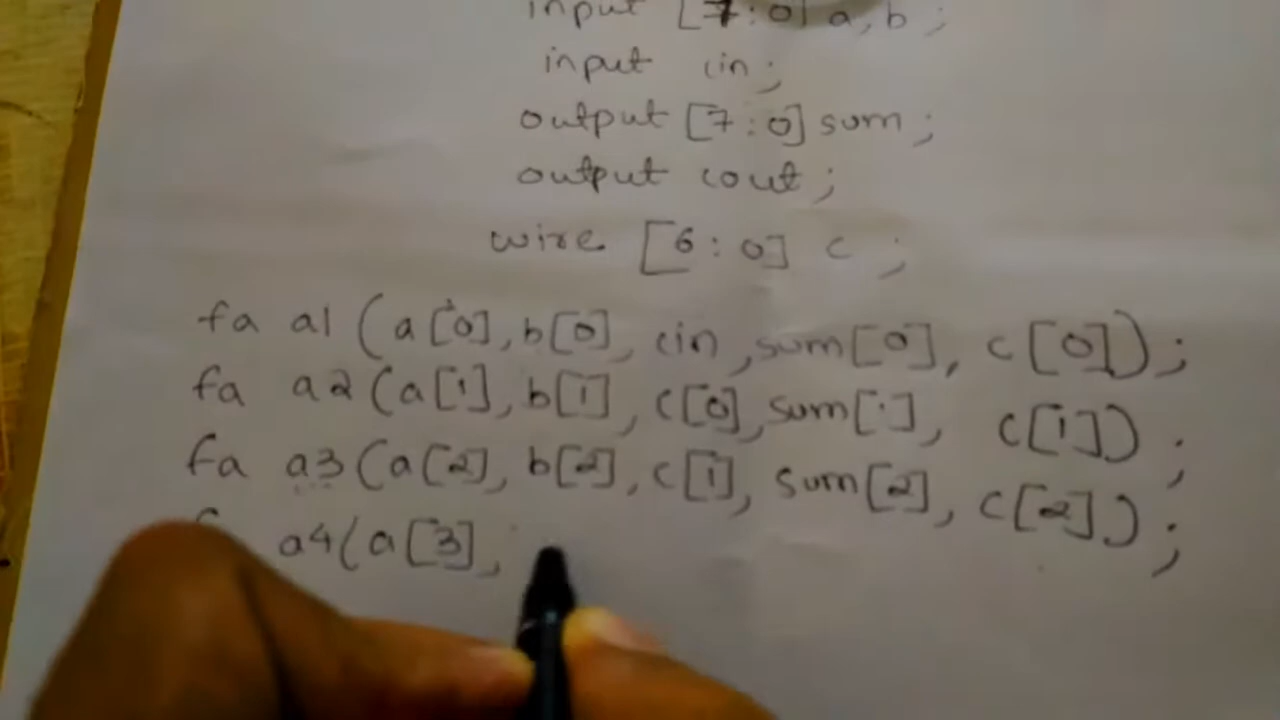 input [7:0] a, b ;
input cin ;
output [7:0] sum ;
output cout ;
wire [6:0] c ;
fa a1 (a[0], b[0], cin, sum[0], c[0]) ;
fa a2 (a[1], b[1], c[0], sum[1], c[1]) ;
fa a3 (a[2], b[2], c[1], sum[2], c[2]) ;
a4 (a[3],